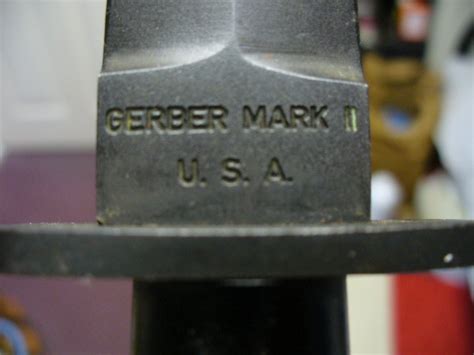 GERBER MARK II
U. S. A.